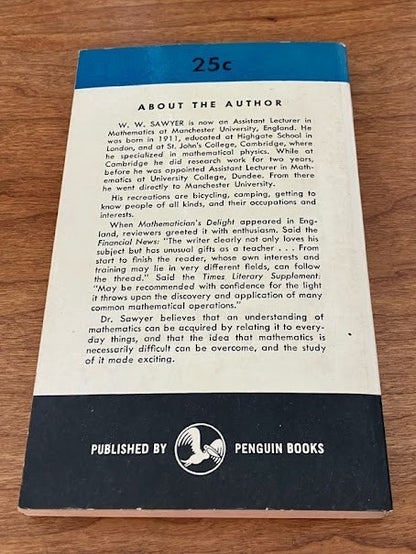 25c
ABOUT THE AUTHOR
W. W. SAWYER is now an Assistant Lecturer in
Mathematics at Manchester University, England. He
was born in 1911, educated at Highgate School in
London, and at St. John's College, Cambridge, where
he specialized in mathematical physics. While at
Cambridge he did research work for two years,
before he was appointed Assistant Lecturer in Math-
ematics at University College, Dundee. From there
he went directly to Manchester University.
His recreations are bicycling, camping, getting to
know people of all kinds, and their occupations and
interests.
When Mathematician's Delight appeared in Eng-
land, reviewers greeted it with enthusiasm. Said the
Financial News: "The writer clearly not only loves his
subject but has unusual gifts as a teacher . . . From
start to finish the reader, whose own interests and
training may lie in very different fields, can follow
the thread." Said the Times Literary Supplement:
"May be recommended with confidence for the light
it throws upon the discovery and application of many
common mathematical operations."
Dr. Sawyer believes that an understanding of
mathematics can be acquired by relating it to every-
day things, and that the idea that mathematics is
necessarily difficult can be overcome, and the study
of it made exciting.
PUBLISHED BY PENGUIN BOOKS